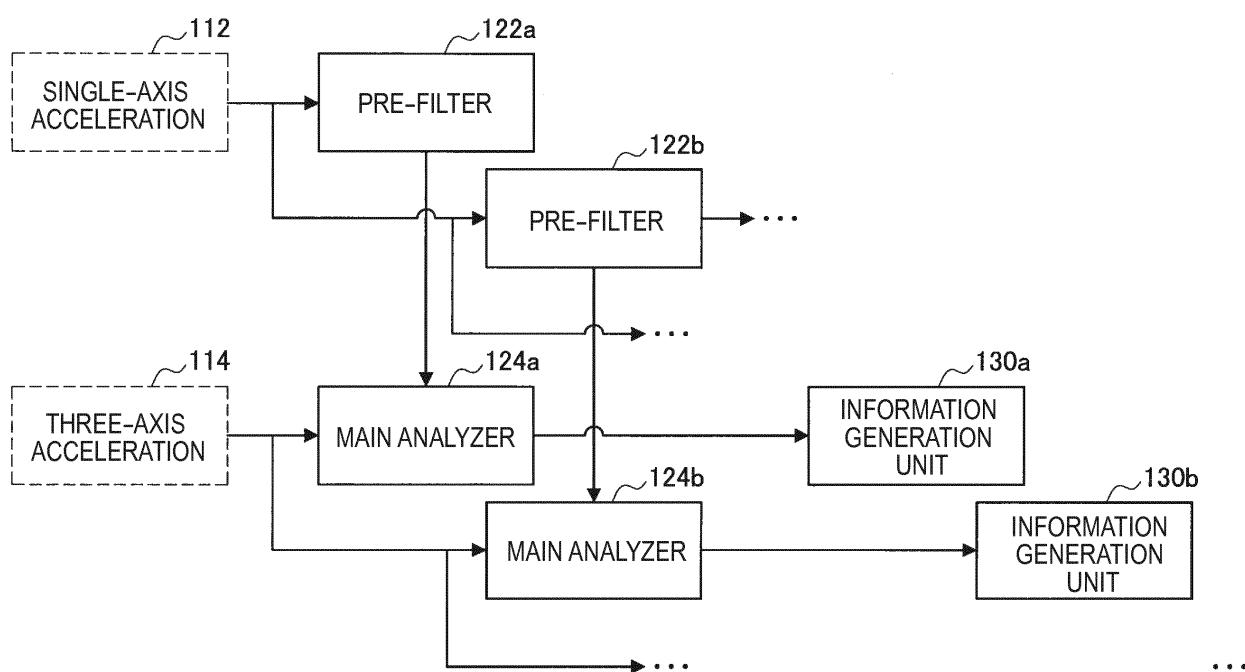 112
SINGLE-AXIS
ACCELERATION
122a
PRE-FILTER
122b
PRE-FILTER
...
...
114
THREE-AXIS
ACCELERATION
124a
MAIN ANALYZER
130a
INFORMATION
GENERATION
UNIT
124b
MAIN ANALYZER
130b
INFORMATION
GENERATION
UNIT
...
...